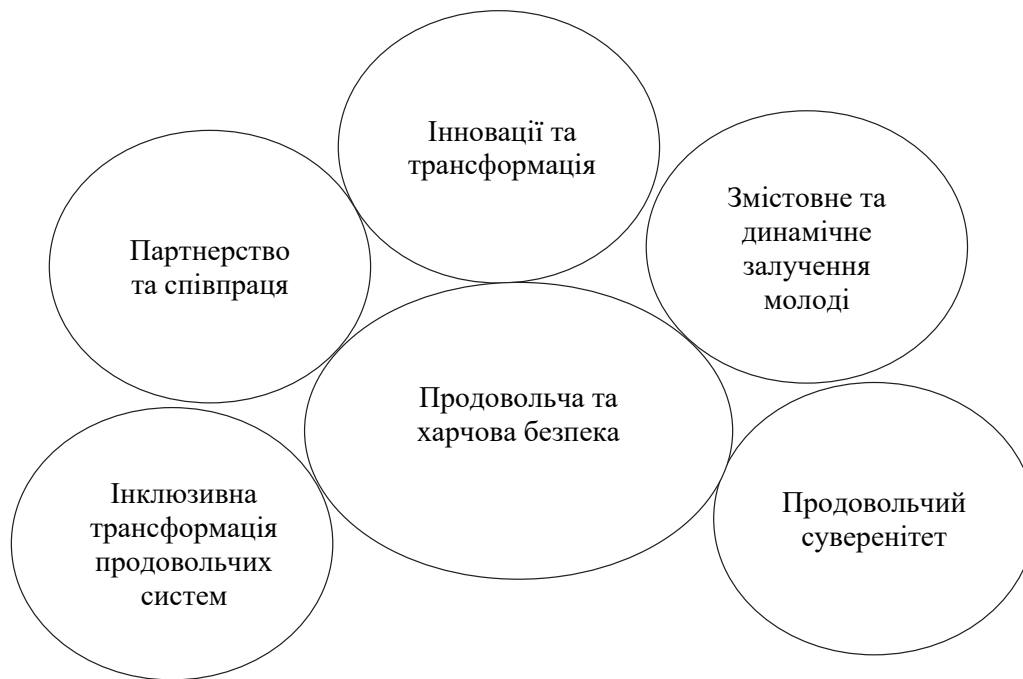 Інновації та
трансформація
Змістовне та
динамічне
залучення
молоді
Партнерство
та співпраця
Продовольча та
харчова безпека
Інклюзивна
трансформація
продовольчих
систем
Продовольчий
суверенітет